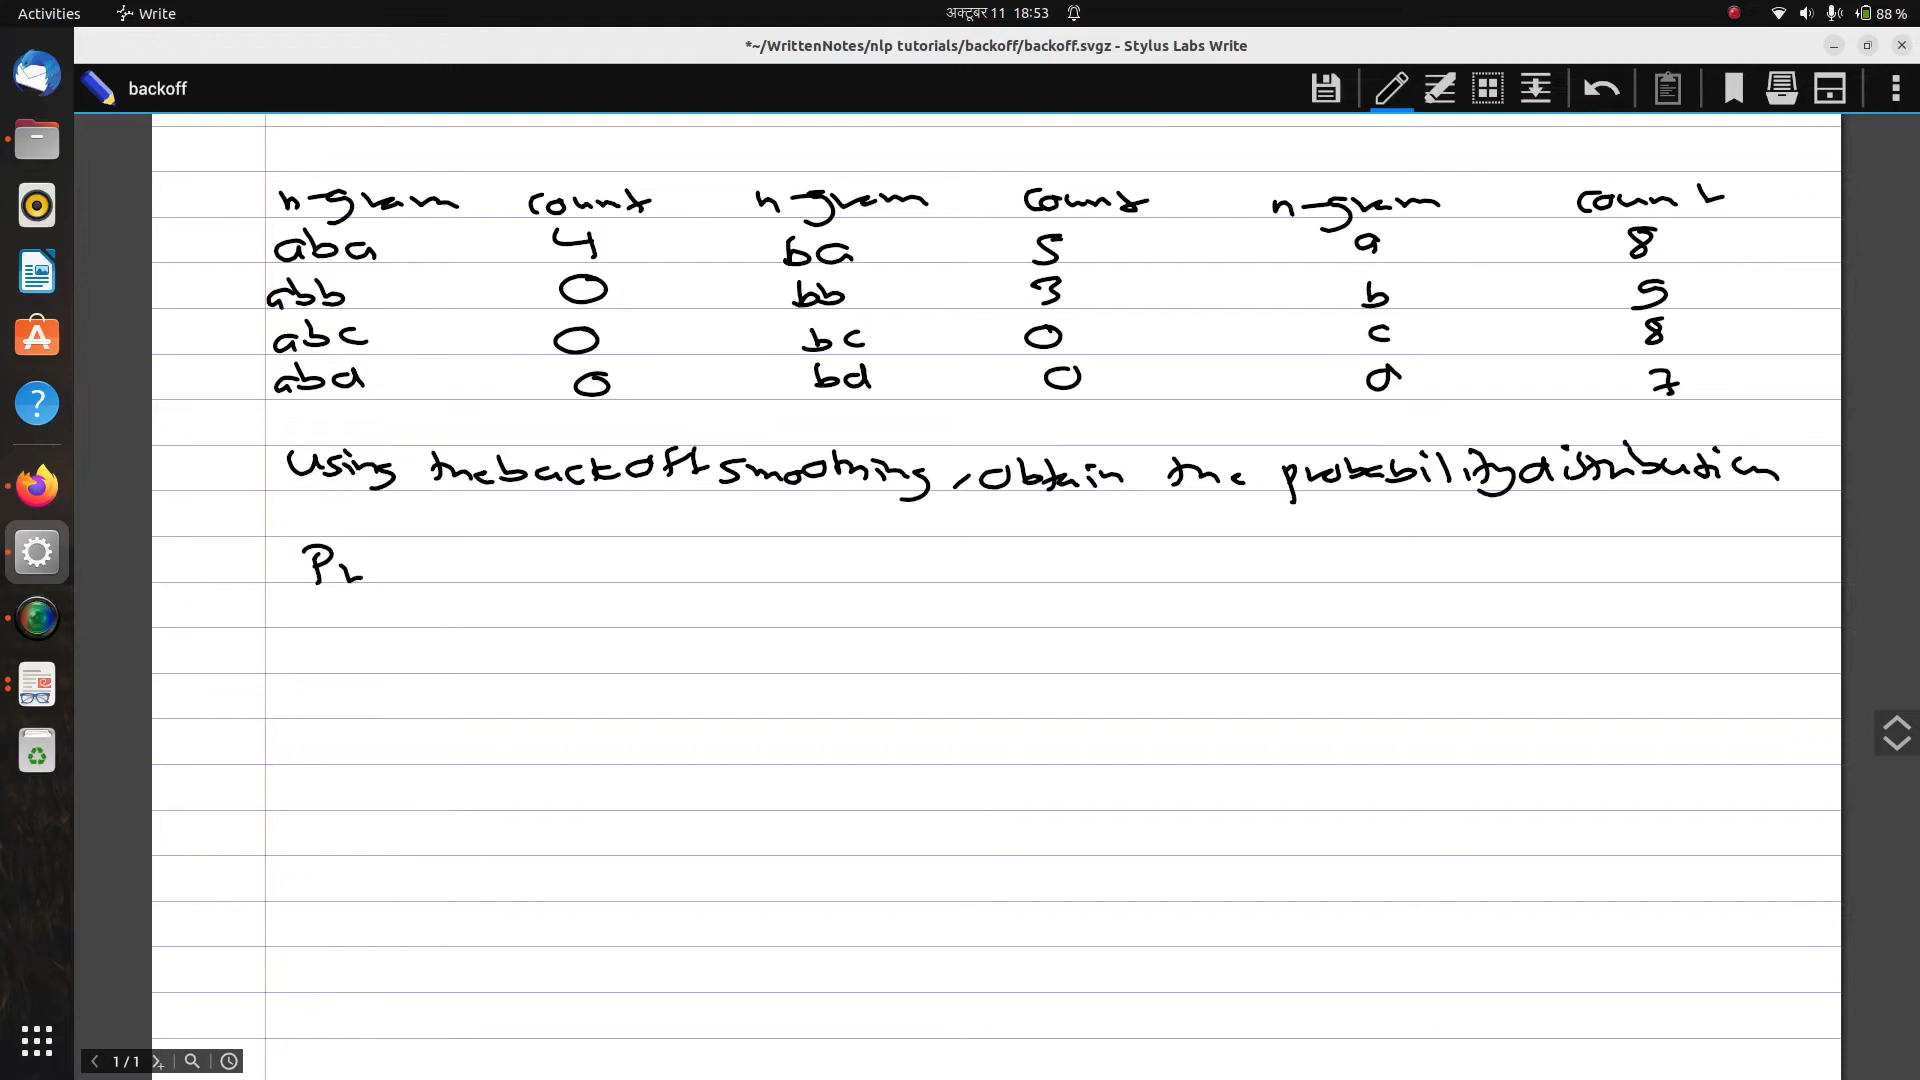 Activities Write अक्टूबर 11 18:53 88 %
*~/WrittenNotes/nlp tutorials/backoff/backoff.svgz - Stylus Labs Write
backoff
n-gram count n-gram count n-gram count
aba 4 ba 5 a 8
abb 0 bb 3 b 5
abc 0 bc 0 c 8
abd 0 bd 0 d 7
Using the backoff smoothing, obtain the probability distribution
Pr
1 / 1